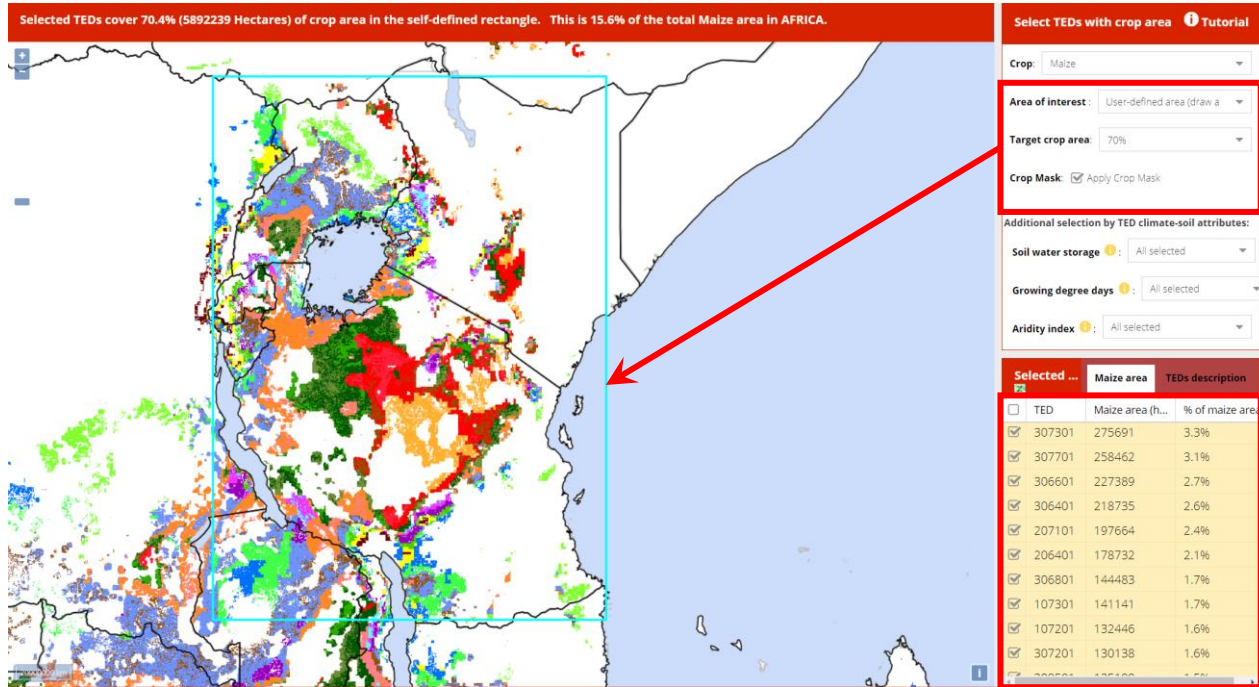 Selected TEDs cover 70.4% (5892239 Hectares) of crop area in the self-defined rectangle. This is 15.6% of the total Maize area in AFRICA.
Select TEDs with crop area Tutorial
Crop: Maize
Area of interest : User-defined area (draw a
Target crop area: 70%
Crop Mask: Apply Crop Mask
Additional selection by TED climate-soil attributes:
Soil water storage : All selected
Growing degree days : All selected
Aridity index : All selected
Selected ... Maize area TEDs description
TED Maize area (h... % of maize area
307301 275691 3.3%
307701 258462 3.1%
306601 227389 2.7%
306401 218735 2.6%
207101 197664 2.4%
206401 178732 2.1%
306801 144483 1.7%
107301 141141 1.7%
107201 132446 1.6%
307201 130138 1.6%